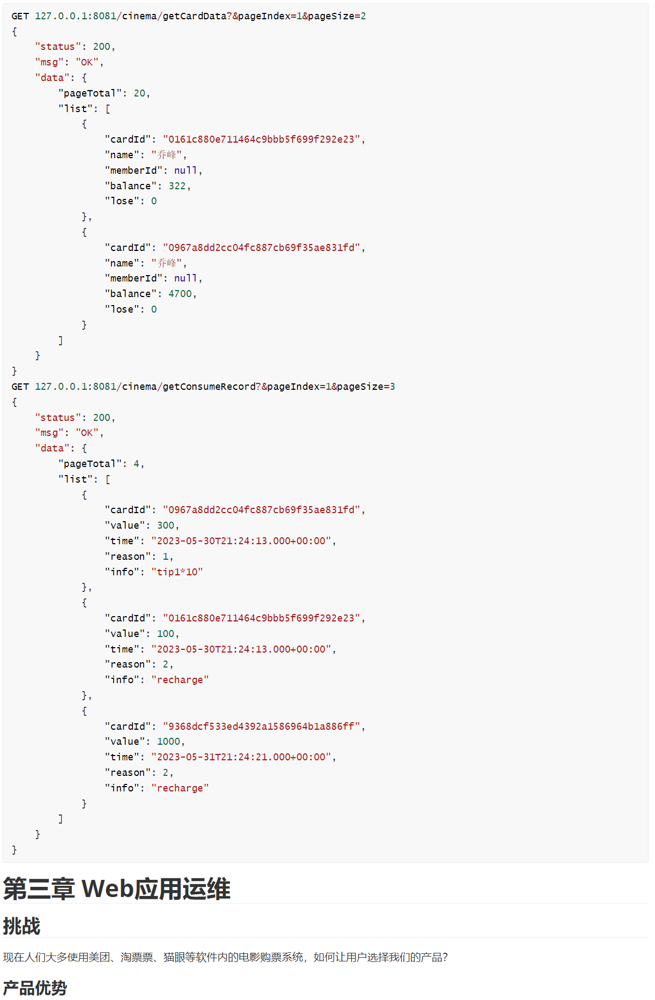 GET 127.0.0.1:8081/cinema/getCardData?&pageIndex=1&pageSize=2
{
    "status": 200,
    "msg": "OK",
    "data": {
        "pageTotal": 20,
        "list": [
            {
                "cardId": "0161c880e711464c9bbb5f699f292e23",
                "name": "乔峰",
                "memberId": null,
                "balance": 322,
                "lose": 0
            },
            {
                "cardId": "0967a8dd2cc04fc887cb69f35ae831fd",
                "name": "乔峰",
                "memberId": null,
                "balance": 4700,
                "lose": 0
            }
        ]
    }
}
GET 127.0.0.1:8081/cinema/getConsumeRecord?&pageIndex=1&pageSize=3
{
    "status": 200,
    "msg": "OK",
    "data": {
        "pageTotal": 4,
        "list": [
            {
                "cardId": "0967a8dd2cc04fc887cb69f35ae831fd",
                "value": 300,
                "time": "2023-05-30T21:24:13.000+00:00",
                "reason": 1,
                "info": "tip1*10"
            },
            {
                "cardId": "0161c880e711464c9bbb5f699f292e23",
                "value": 100,
                "time": "2023-05-30T21:24:13.000+00:00",
                "reason": 2,
                "info": "recharge"
            },
            {
                "cardId": "9368dcf533ed4392a1586964b1a886ff",
                "value": 1000,
                "time": "2023-05-31T21:24:21.000+00:00",
                "reason": 2,
                "info": "recharge"
            }
        ]
    }
}
第三章 Web应用运维
挑战
现在人们大多使用美团、淘票票、猫眼等软件内的电影购票系统，如何让用户选择我们的产品？
产品优势